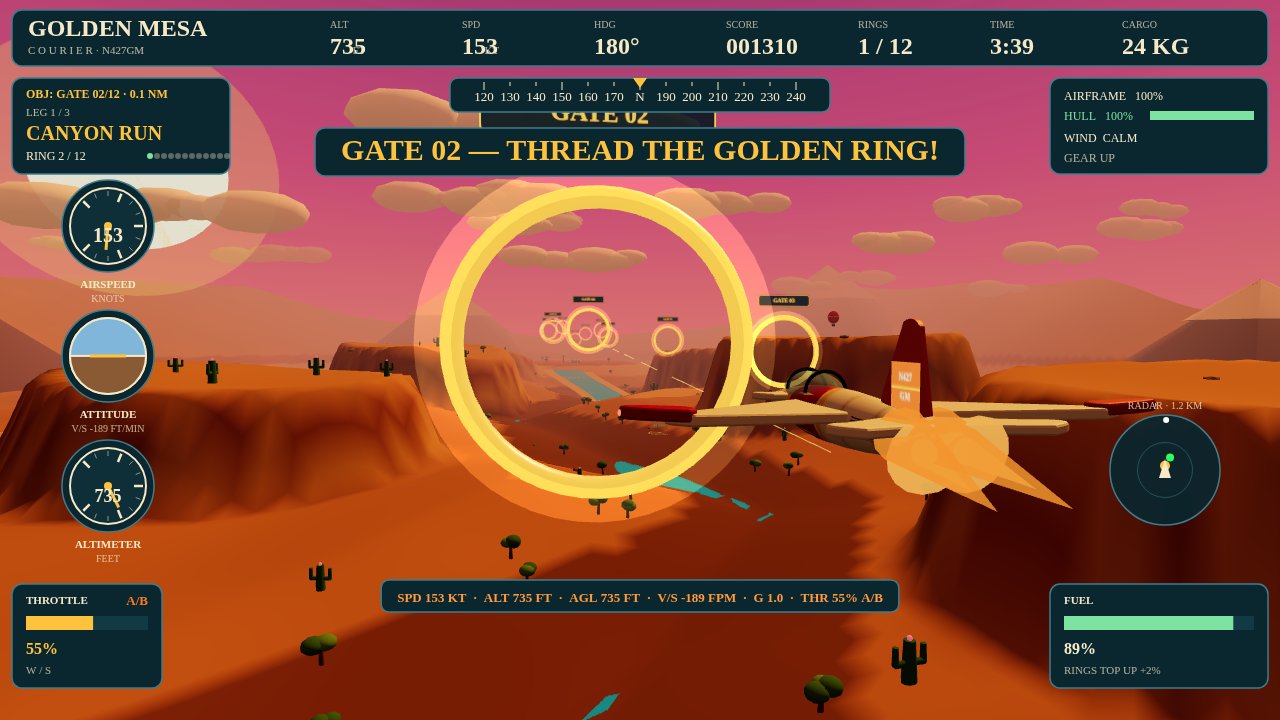 GOLDEN MESA
COURIER · N427GM
ALT
735
SPD
153
HDG
180°
SCORE
001310
RINGS
1 / 12
TIME
3:39
CARGO
24 KG
OBJ: GATE 02/12 · 0.1 NM
LEG 1 / 3
CANYON RUN
RING 2 / 12
120 130 140 150 160 170 N 190 200 210 220 230 240
GATE 02
GATE 02 — THREAD THE GOLDEN RING!
AIRFRAME 100%
HULL 100%
WIND CALM
GEAR UP
153
AIRSPEED
KNOTS
ATTITUDE
V/S -189 FT/MIN
735
ALTIMETER
FEET
GATE 03
N427
GM
RADAR · 1.2 KM
THROTTLE A/B
55%
W / S
SPD 153 KT · ALT 735 FT · AGL 735 FT · V/S -189 FPM · G 1.0 · THR 55% A/B
FUEL
89%
RINGS TOP UP +2%